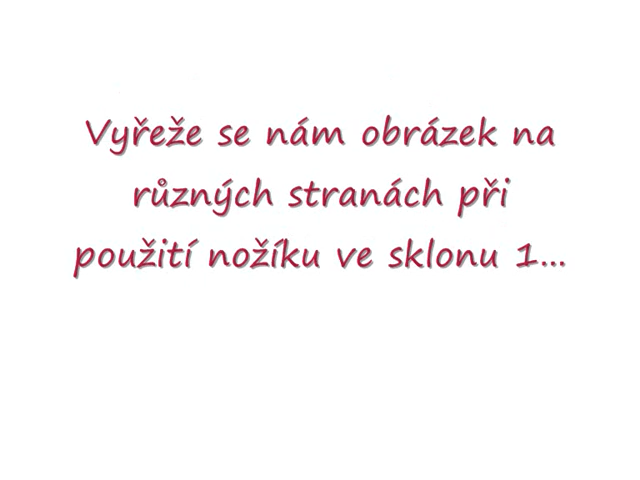 Vyřeže se nám obrázek na
různých stranách při
použití nožíku ve sklonu 1...